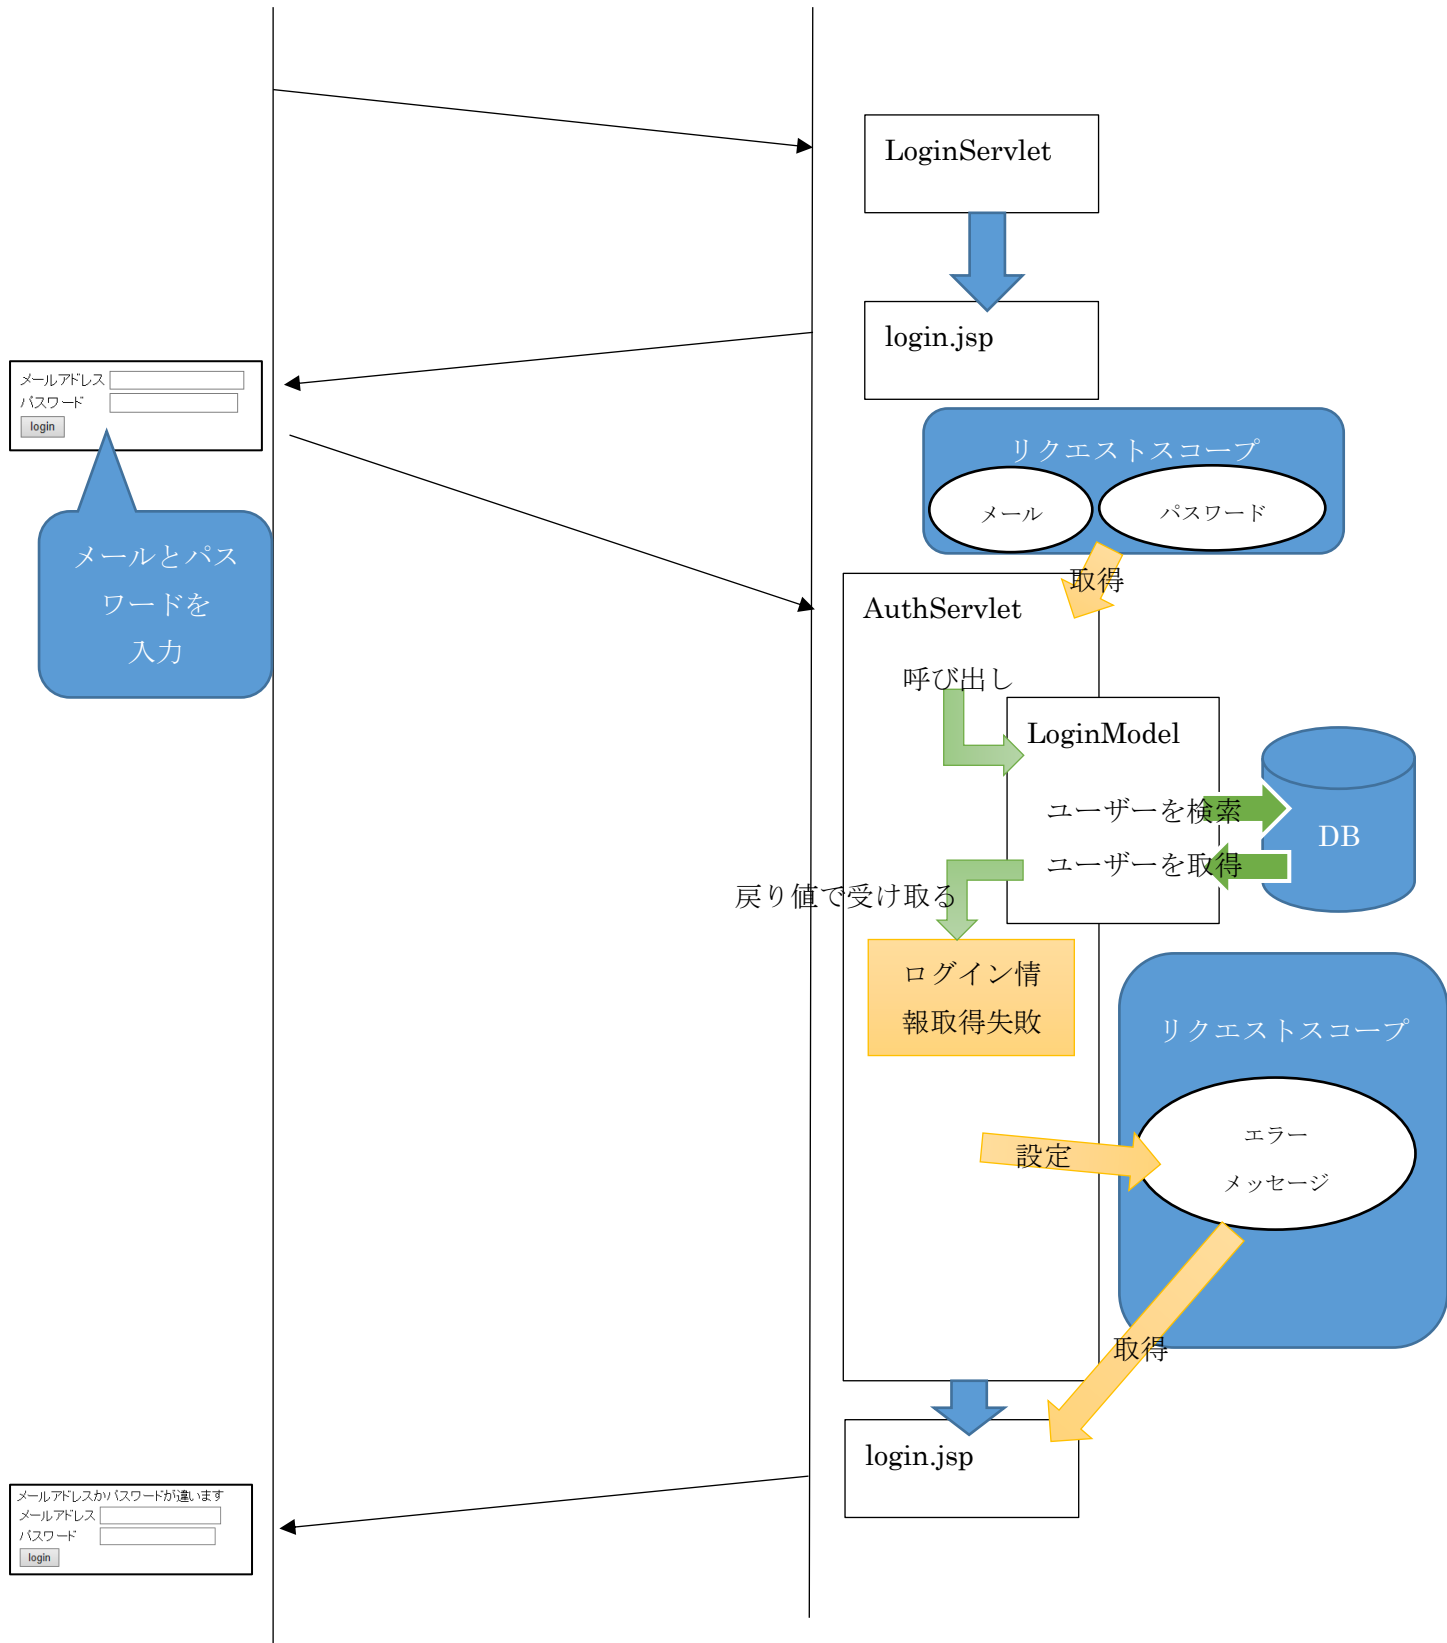 LoginServlet
login.jsp
メールアドレス
パスワード
login
リクエストスコープ
メール
パスワード
メールとパス
ワードを
入力
取得
AuthServlet
呼び出し
LoginModel
ユーザーを検索
DB
ユーザーを取得
戻り値で受け取る
ログイン情
報取得失敗
リクエストスコープ
エラー
メッセージ
設定
取得
login.jsp
メールアドレスかパスワードが違います
メールアドレス
パスワード
login